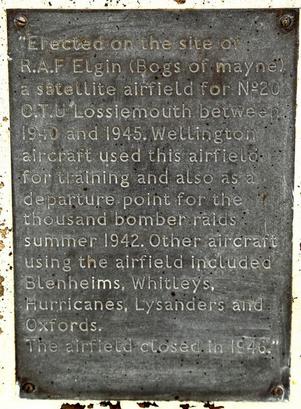 "Erected on the site of
R.A.F Elgin (Bogs of mayne)
a satellite airfield for Nº20
O.T.U Lossiemouth between
1940 and 1945. Wellington
aircraft used this airfield
for training and also as a
departure point for the
thousand bomber raids
summer 1942. Other aircraft
using the airfield included
Blenheims, Whitleys,
Hurricanes, Lysanders and
Oxfords.
The airfield closed in 1946."